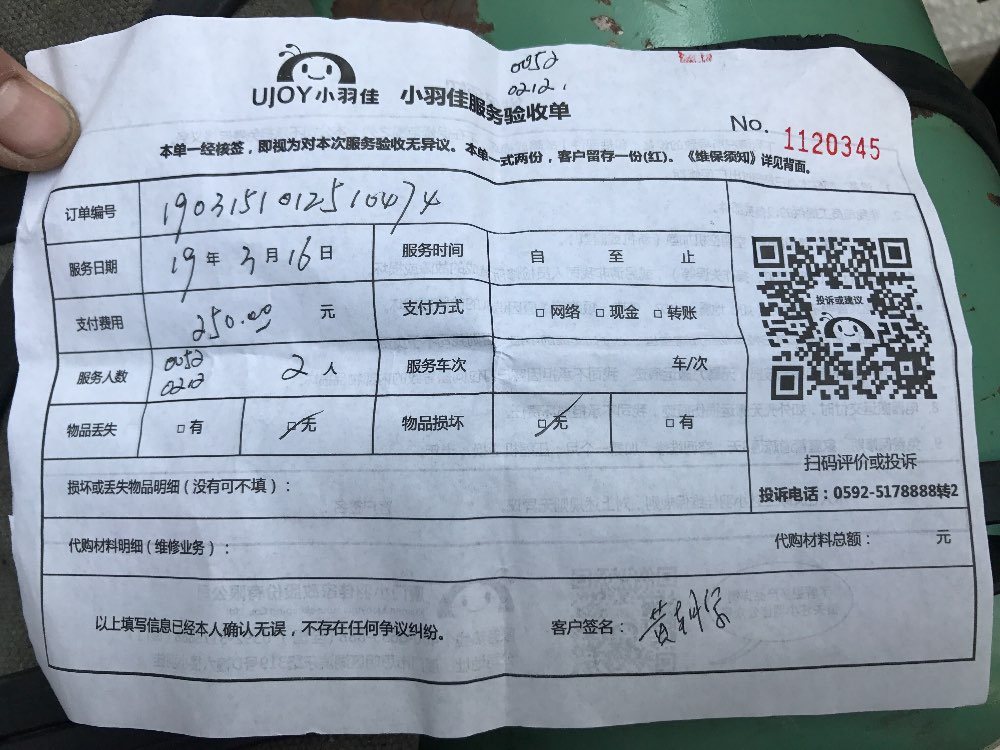 0052
0212
UJOY小羽佳 小羽佳服务验收单
No. 1120345
本单一经核签，即视为对本次服务验收无异议。本单一式两份，客户留存一份(红)。《维保须知》详见背面。
订单编号 1903151012510474
服务日期 19 年 3 月 16 日 服务时间 自 至 止
支付费用 250.00 元 支付方式 □ 网络 □ 现金 □ 转账
投诉或建议
服务人数 0052 0212 2 人 服务车次 车/次
物品丢失 □ 有 □ 无 物品损坏 □ 无 □ 有
扫码评价或投诉
损坏或丢失物品明细（没有可不填）：
投诉电话：0592-5178888转2
代购材料明细（维修业务）： 代购材料总额： 元
以上填写信息已经本人确认无误，不存在任何争议纠纷。 客户签名：